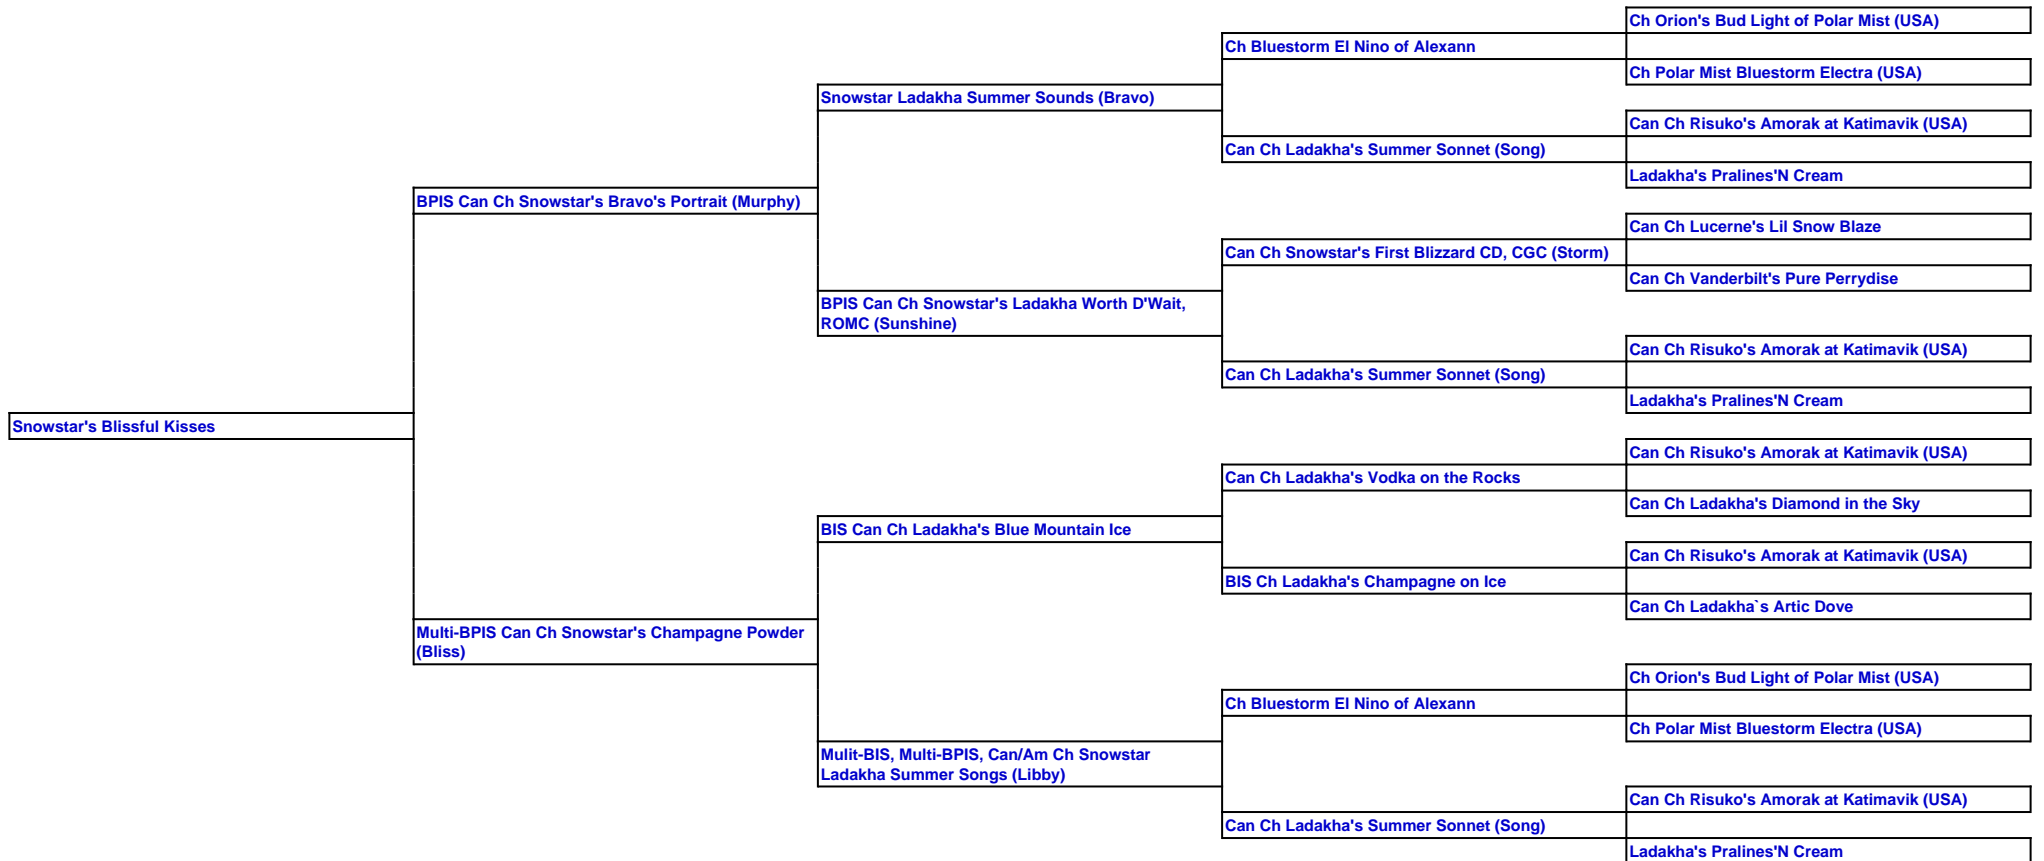 Ch Orion's Bud Light of Polar Mist (USA)
Ch Bluestorm El Nino of Alexann
Ch Polar Mist Bluestorm Electra (USA)
Snowstar Ladakha Summer Sounds (Bravo)
Can Ch Risuko's Amorak at Katimavik (USA)
Can Ch Ladakha's Summer Sonnet (Song)
Ladakha's Pralines'N Cream
BPIS Can Ch Snowstar's Bravo's Portrait (Murphy)
Can Ch Lucerne's Lil Snow Blaze
Can Ch Snowstar's First Blizzard CD, CGC (Storm)
Can Ch Vanderbilt's Pure Perrydise
BPIS Can Ch Snowstar's Ladakha Worth D'Wait,
ROMC (Sunshine)
Can Ch Risuko's Amorak at Katimavik (USA)
Can Ch Ladakha's Summer Sonnet (Song)
Ladakha's Pralines'N Cream
Snowstar's Blissful Kisses
Can Ch Risuko's Amorak at Katimavik (USA)
Can Ch Ladakha's Vodka on the Rocks
Can Ch Ladakha's Diamond in the Sky
BIS Can Ch Ladakha's Blue Mountain Ice
Can Ch Risuko's Amorak at Katimavik (USA)
BIS Ch Ladakha's Champagne on Ice
Can Ch Ladakha`s Artic Dove
Multi-BPIS Can Ch Snowstar's Champagne Powder
(Bliss)
Ch Orion's Bud Light of Polar Mist (USA)
Ch Bluestorm El Nino of Alexann
Ch Polar Mist Bluestorm Electra (USA)
Mulit-BIS, Multi-BPIS, Can/Am Ch Snowstar
Ladakha Summer Songs (Libby)
Can Ch Risuko's Amorak at Katimavik (USA)
Can Ch Ladakha's Summer Sonnet (Song)
Ladakha's Pralines'N Cream